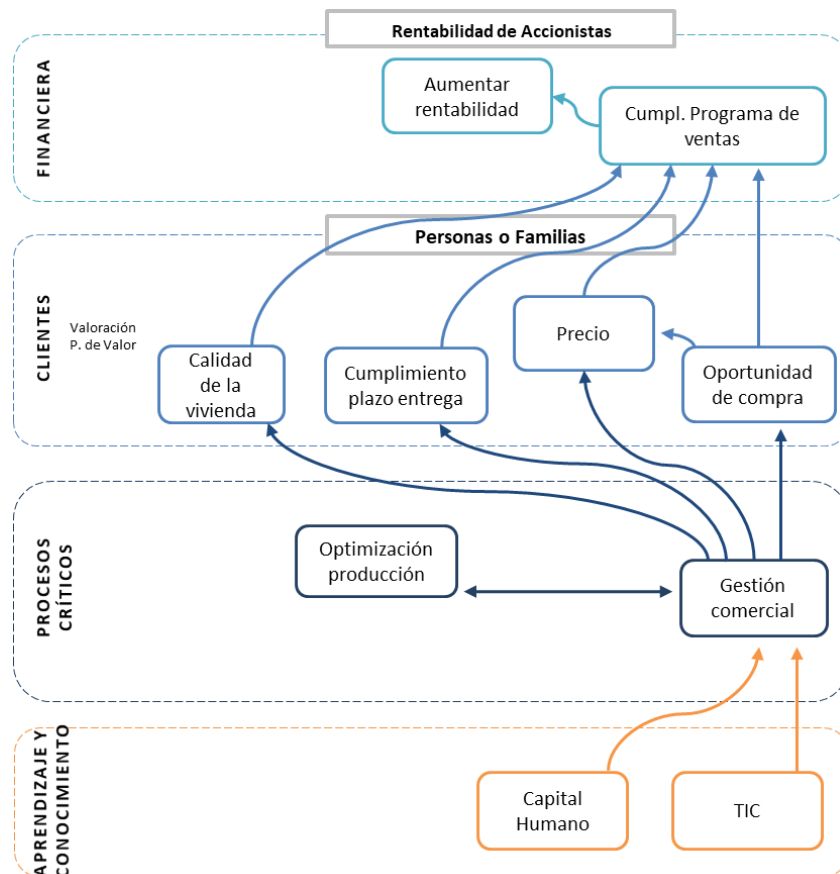 Rentabilidad de Accionistas
FINANCIERA
Aumentar
rentabilidad
Cumpl. Programa de
ventas
Personas o Familias
CLIENTES
Valoración
P. de Valor
Calidad
de la
vivienda
Cumplimiento
plazo entrega
Precio
Oportunidad
de compra
PROCESOS
CRÍTICOS
Optimización
producción
Gestión
comercial
APRENDIZAJE Y
CONOCIMIENTO
Capital
Humano
TIC